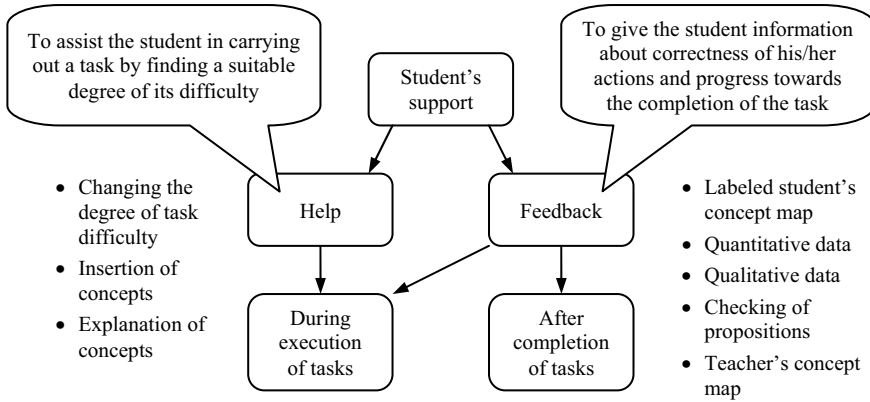 To assist the student in carrying
out a task by finding a suitable
degree of its difficulty
Student’s
support
To give the student information
about correctness of his/her
actions and progress towards
the completion of the task
• Changing the
degree of task
difficulty
• Insertion of
concepts
• Explanation of
concepts
Help
Feedback
During
execution
of tasks
After
completion
of tasks
• Labeled student’s
concept map
• Quantitative data
• Qualitative data
• Checking of
propositions
• Teacher’s concept
map